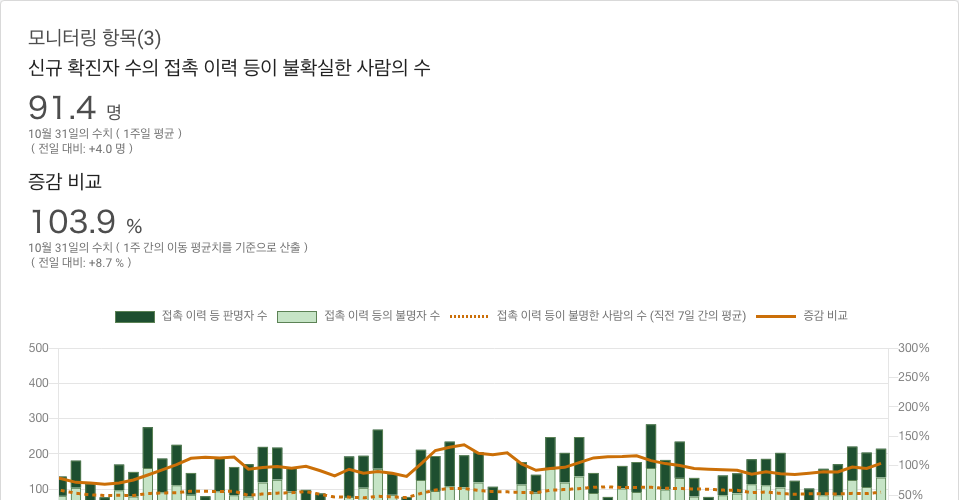 모니터링 항목(3)
신규 확진자 수의 접촉 이력 등이 불확실한 사람의 수
91.4 명
10월 31일의 수치 ( 1주일 평균 )
( 전일 대비: +4.0 명 )
증감 비교
103.9 %
10월 31일의 수치 ( 1주 간의 이동 평균치를 기준으로 산출 )
( 전일 대비: +8.7 % )
접촉 이력 등 판명자 수 접촉 이력 등의 불명자 수 접촉 이력 등이 불명한 사람의 수 (직전 7일 간의 평균) 증감 비교
500 300%
400 250%
300 200%
200 150%
100 100%
50%